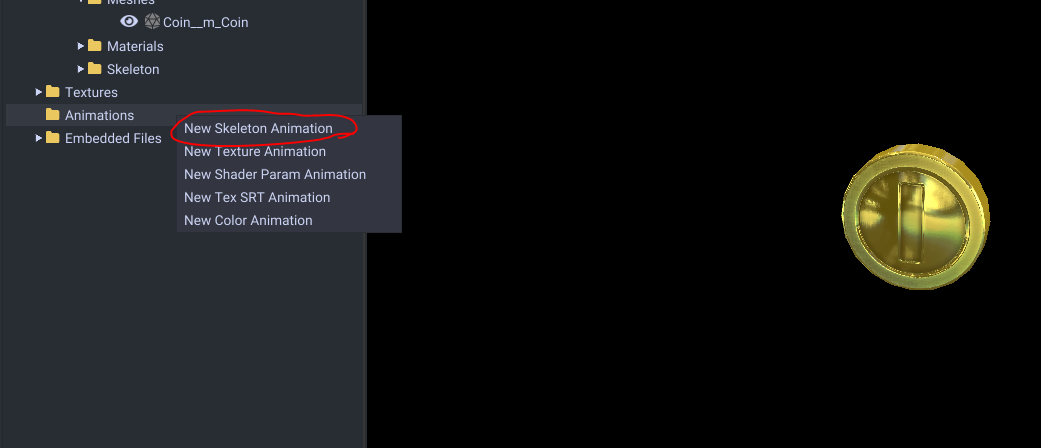 Meshes
Coin__m_Coin
Materials
Skeleton
Textures
Animations
Embedded Files
New Skeleton Animation
New Texture Animation
New Shader Param Animation
New Tex SRT Animation
New Color Animation